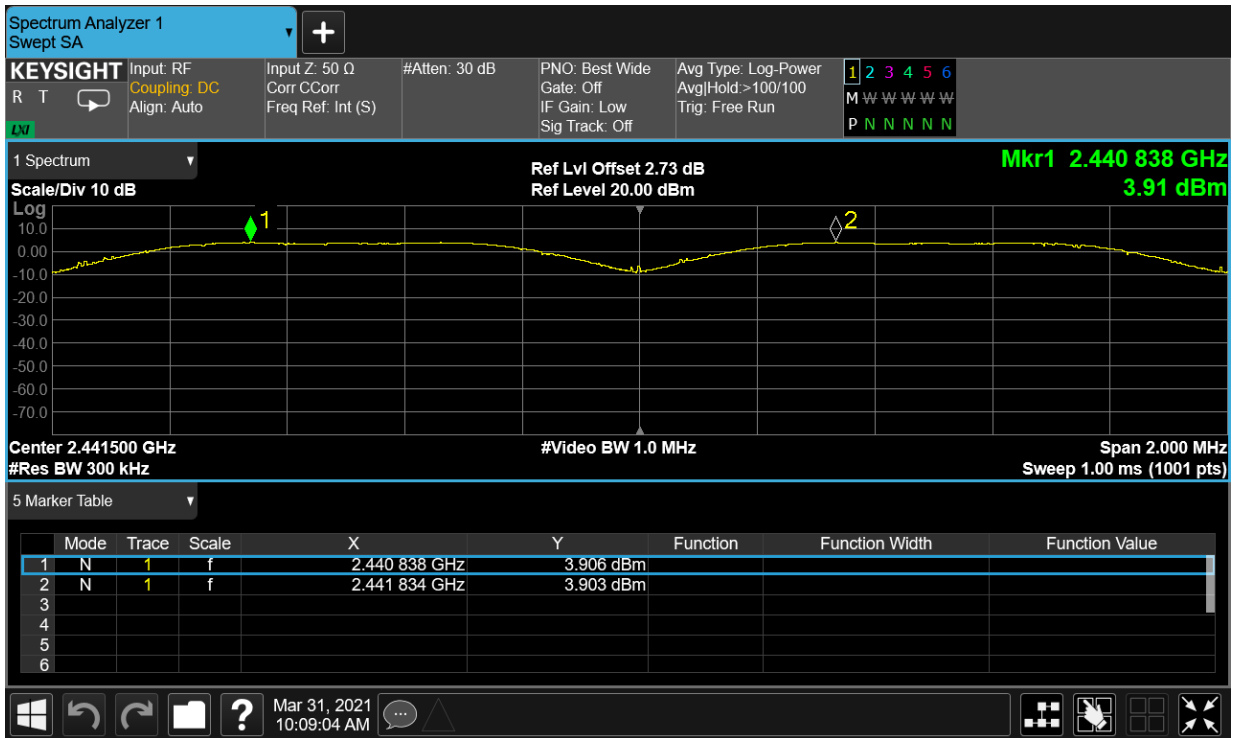 Spectrum Analyzer 1
Swept SA
+
KEYSIGHT
R T
LXI
Input: RF
Coupling: DC
Align: Auto
Input Z: 50 Ω
Corr CCorr
Freq Ref: Int (S)
#Atten: 30 dB
PNO: Best Wide
Gate: Off
IF Gain: Low
Sig Track: Off
Avg Type: Log-Power
Avg|Hold:>100/100
Trig: Free Run
1 2 3 4 5 6
M W W W W W
P N N N N N
1 Spectrum
Scale/Div 10 dB
Ref Lvl Offset 2.73 dB
Ref Level 20.00 dBm
Mkr1 2.440 838 GHz
3.91 dBm
Log
1
2
10.0
0.00
-10.0
-20.0
-30.0
-40.0
-50.0
-60.0
-70.0
Center 2.441500 GHz
#Res BW 300 kHz
#Video BW 1.0 MHz
Span 2.000 MHz
Sweep 1.00 ms (1001 pts)
5 Marker Table
Mode Trace Scale X Y Function Function Width Function Value
1 N 1 f 2.440 838 GHz 3.906 dBm
2 N 1 f 2.441 834 GHz 3.903 dBm
3
4
5
6
?
Mar 31, 2021
10:09:04 AM